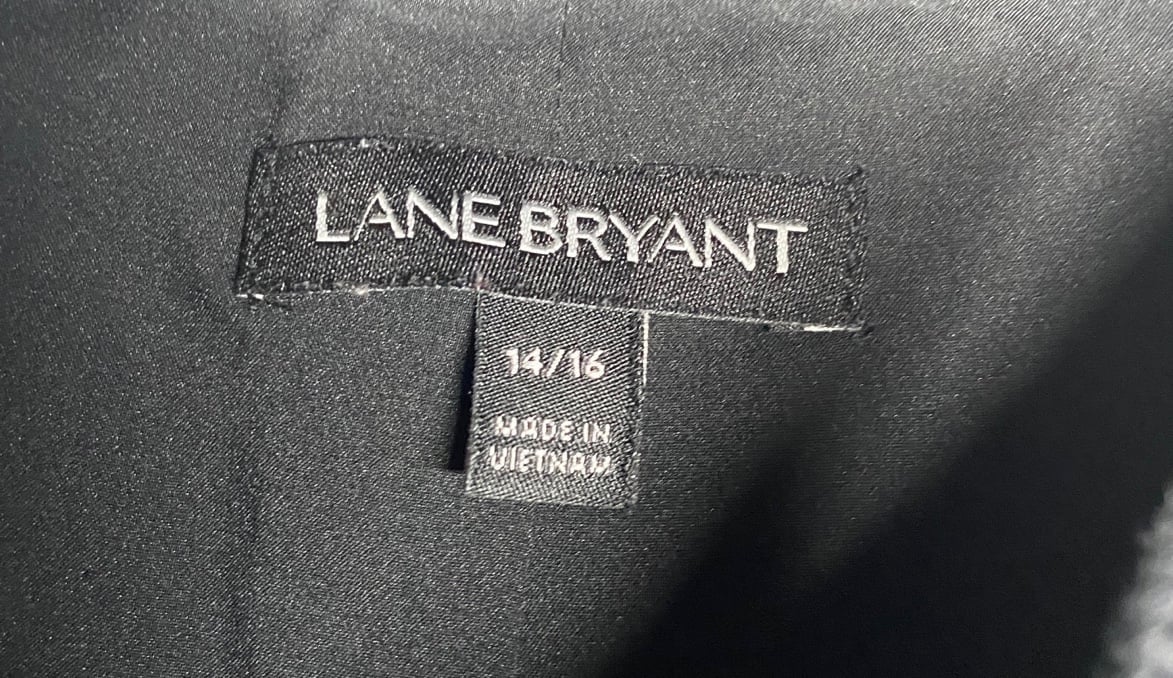 LANE BRYANT
14/16
MADE IN
VIETNAM